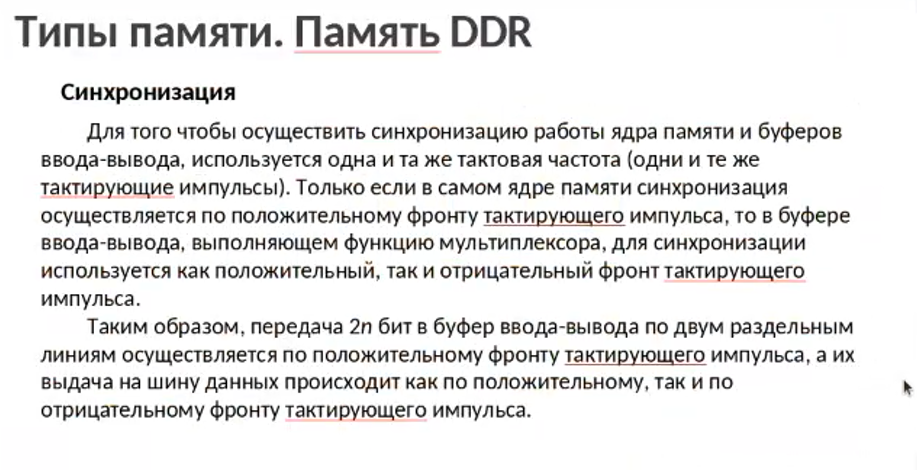 Типы памяти. Память DDR
Синхронизация
Для того чтобы осуществить синхронизацию работы ядра памяти и буферов
ввода-вывода, используется одна и та же тактовая частота (одни и те же
тактирующие импульсы). Только если в самом ядре памяти синхронизация
осуществляется по положительному фронту тактирующего импульса, то в буфере
ввода-вывода, выполняющем функцию мультиплексора, для синхронизации
используется как положительный, так и отрицательный фронт тактирующего
импульса.
Таким образом, передача 2n бит в буфер ввода-вывода по двум раздельным
линиям осуществляется по положительному фронту тактирующего импульса, а их
выдача на шину данных происходит как по положительному, так и по
отрицательному фронту тактирующего импульса.